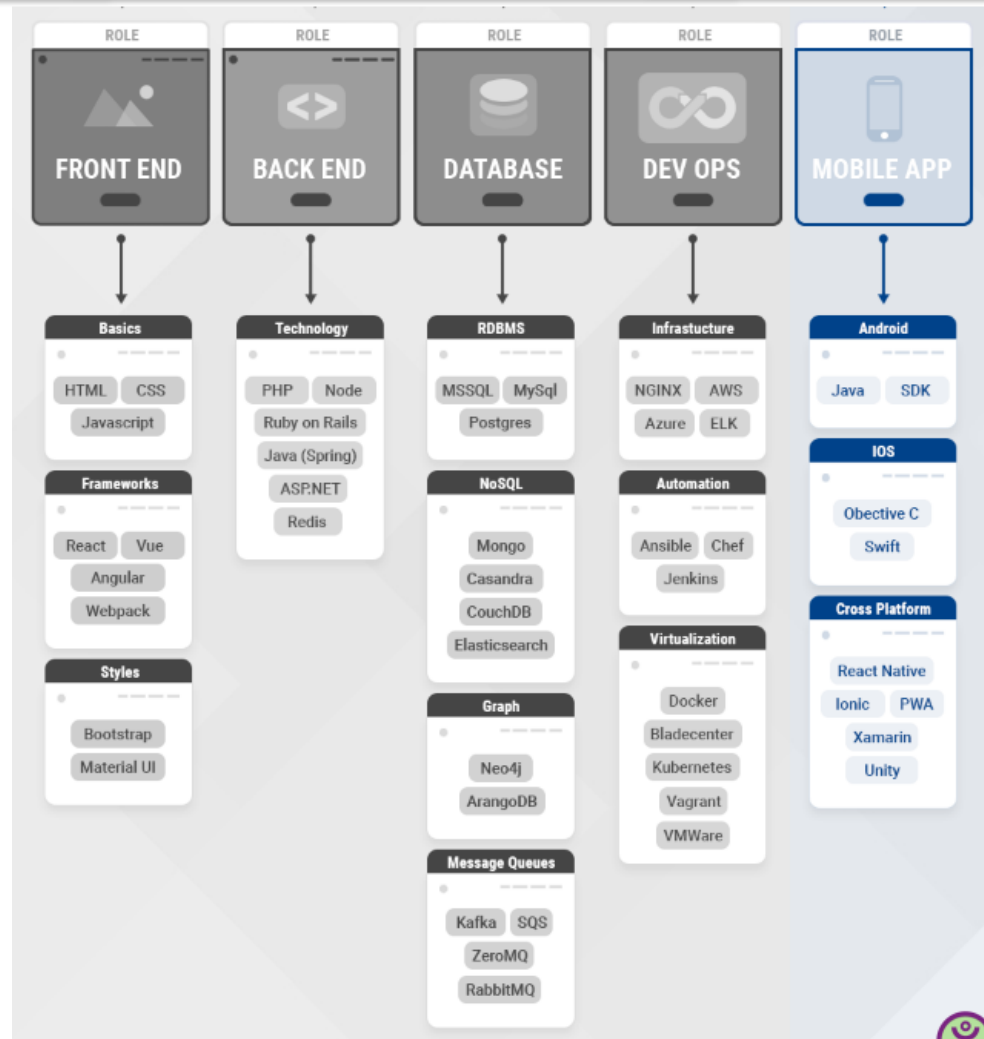 ROLE
FRONT END
Basics
HTML CSS
Javascript
Frameworks
React Vue
Angular
Webpack
Styles
Bootstrap
Material UI
ROLE
BACK END
Technology
PHP Node
Ruby on Rails
Java (Spring)
ASP.NET
Redis
ROLE
DATABASE
RDBMS
MSSQL MySql
Postgres
NoSQL
Mongo
Casandra
CouchDB
Elasticsearch
Graph
Neo4j
ArangoDB
Message Queues
Kafka SQS
ZeroMQ
RabbitMQ
ROLE
DEV OPS
Infrastucture
NGINX AWS
Azure ELK
Automation
Ansible Chef
Jenkins
Virtualization
Docker
Bladecenter
Kubernetes
Vagrant
VMWare
ROLE
MOBILE APP
Android
Java SDK
IOS
Obective C
Swift
Cross Platform
React Native
Ionic PWA
Xamarin
Unity